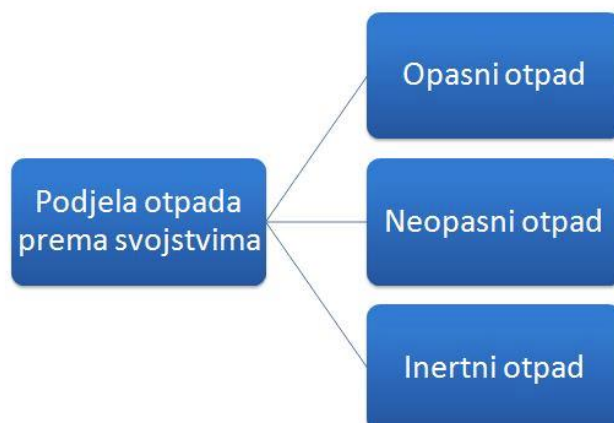 Podjela otpada
prema svojstvima
Opasni otpad
Neopasni otpad
Inertni otpad